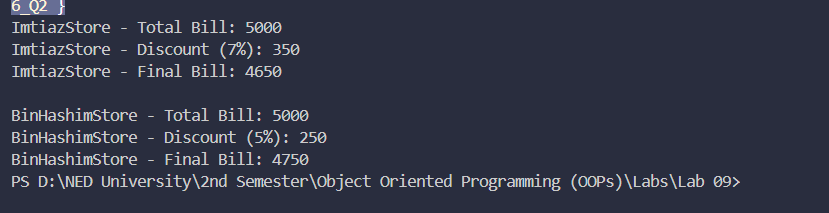 6_Q2 }
ImtiazStore - Total Bill: 5000
ImtiazStore - Discount (7%): 350
ImtiazStore - Final Bill: 4650

BinHashimStore - Total Bill: 5000
BinHashimStore - Discount (5%): 250
BinHashimStore - Final Bill: 4750
PS D:\NED University\2nd Semester\Object Oriented Programming (OOPs)\Labs\Lab 09>